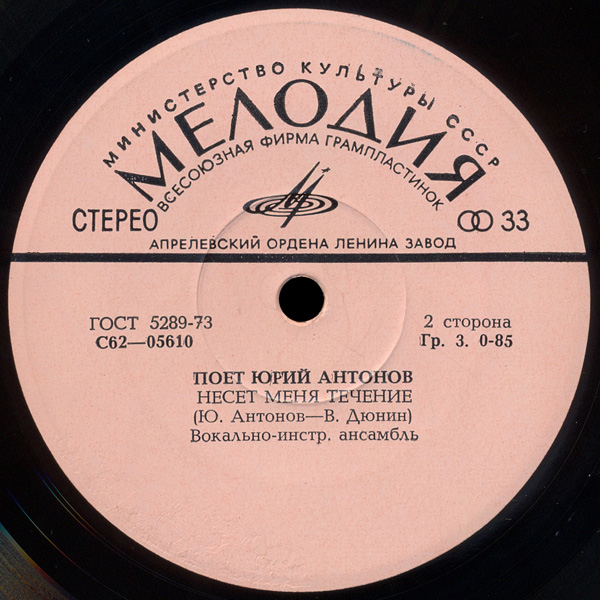 МИНИСТЕРСТВО КУЛЬТУРЫ СССР
МЕЛОДИЯ
ВСЕСОЮЗНАЯ ФИРМА ГРАМПЛАСТИНОК
СТЕРЕО
33
АПРЕЛЕВСКИЙ ОРДЕНА ЛЕНИНА ЗАВОД
ГОСТ 5289-73
2 сторона
С62—05610
Гр. 3. 0-85
ПОЕТ ЮРИЙ АНТОНОВ
НЕСЕТ МЕНЯ ТЕЧЕНИЕ
(Ю. Антонов—В. Дюнин)
Вокально-инстр. ансамбль